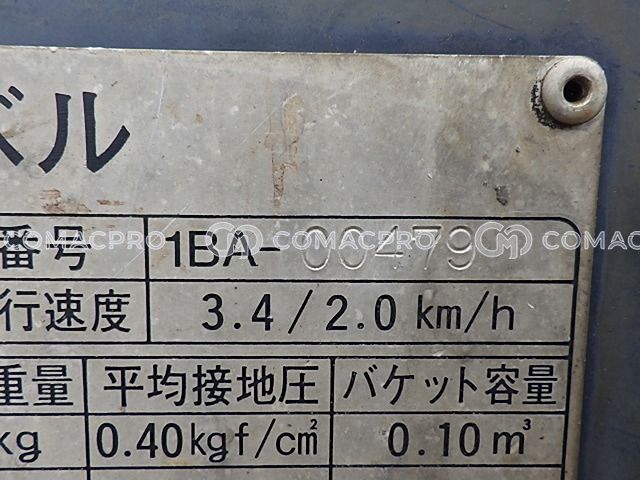 ベル
番号 1BA-00479
行速度 3.4/2.0 km/h
重量 平均接地圧 バケット容量
kg 0.40kgf/cm² 0.10m³
COMACPRO COMACPRO COMACPRO